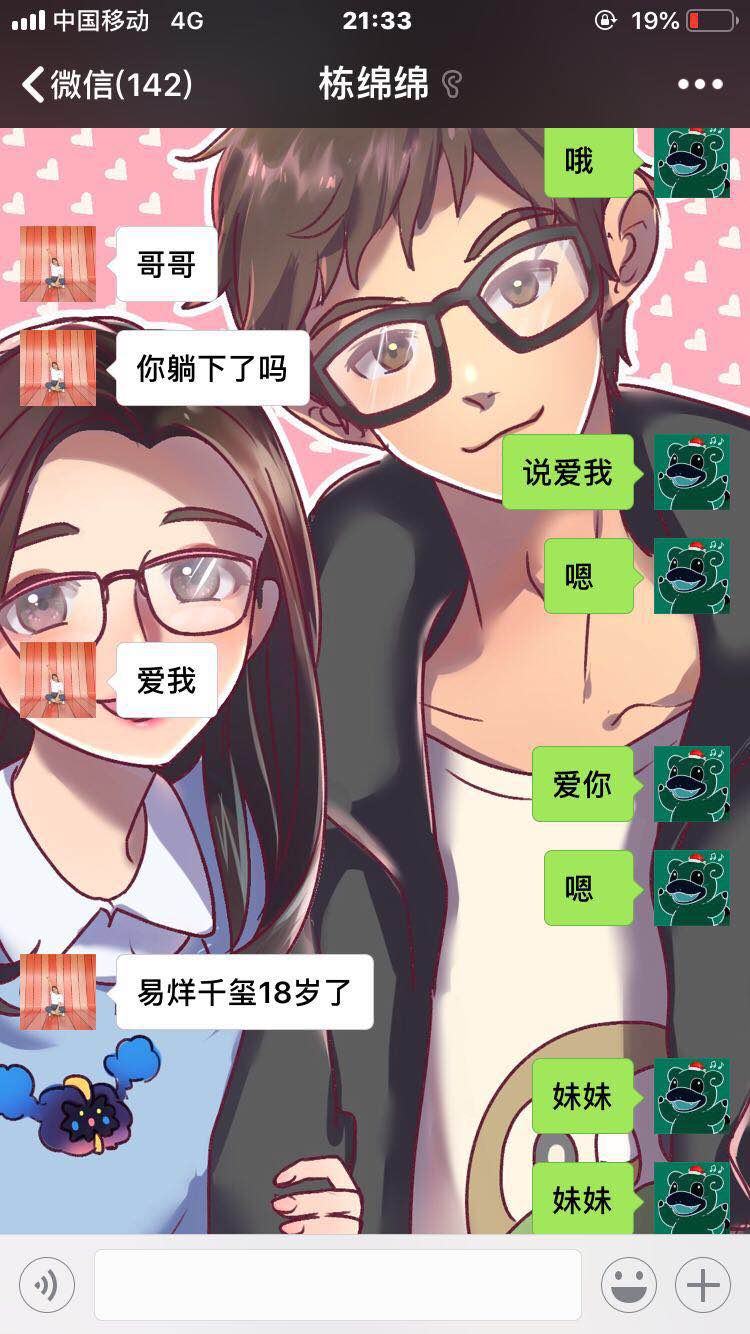 中国移动 4G 21:33 19%
微信(142) 栋绵绵
哦
哥哥
你躺下了吗
说爱我
嗯
爱我
爱你
嗯
易烊千玺18岁了
妹妹
妹妹